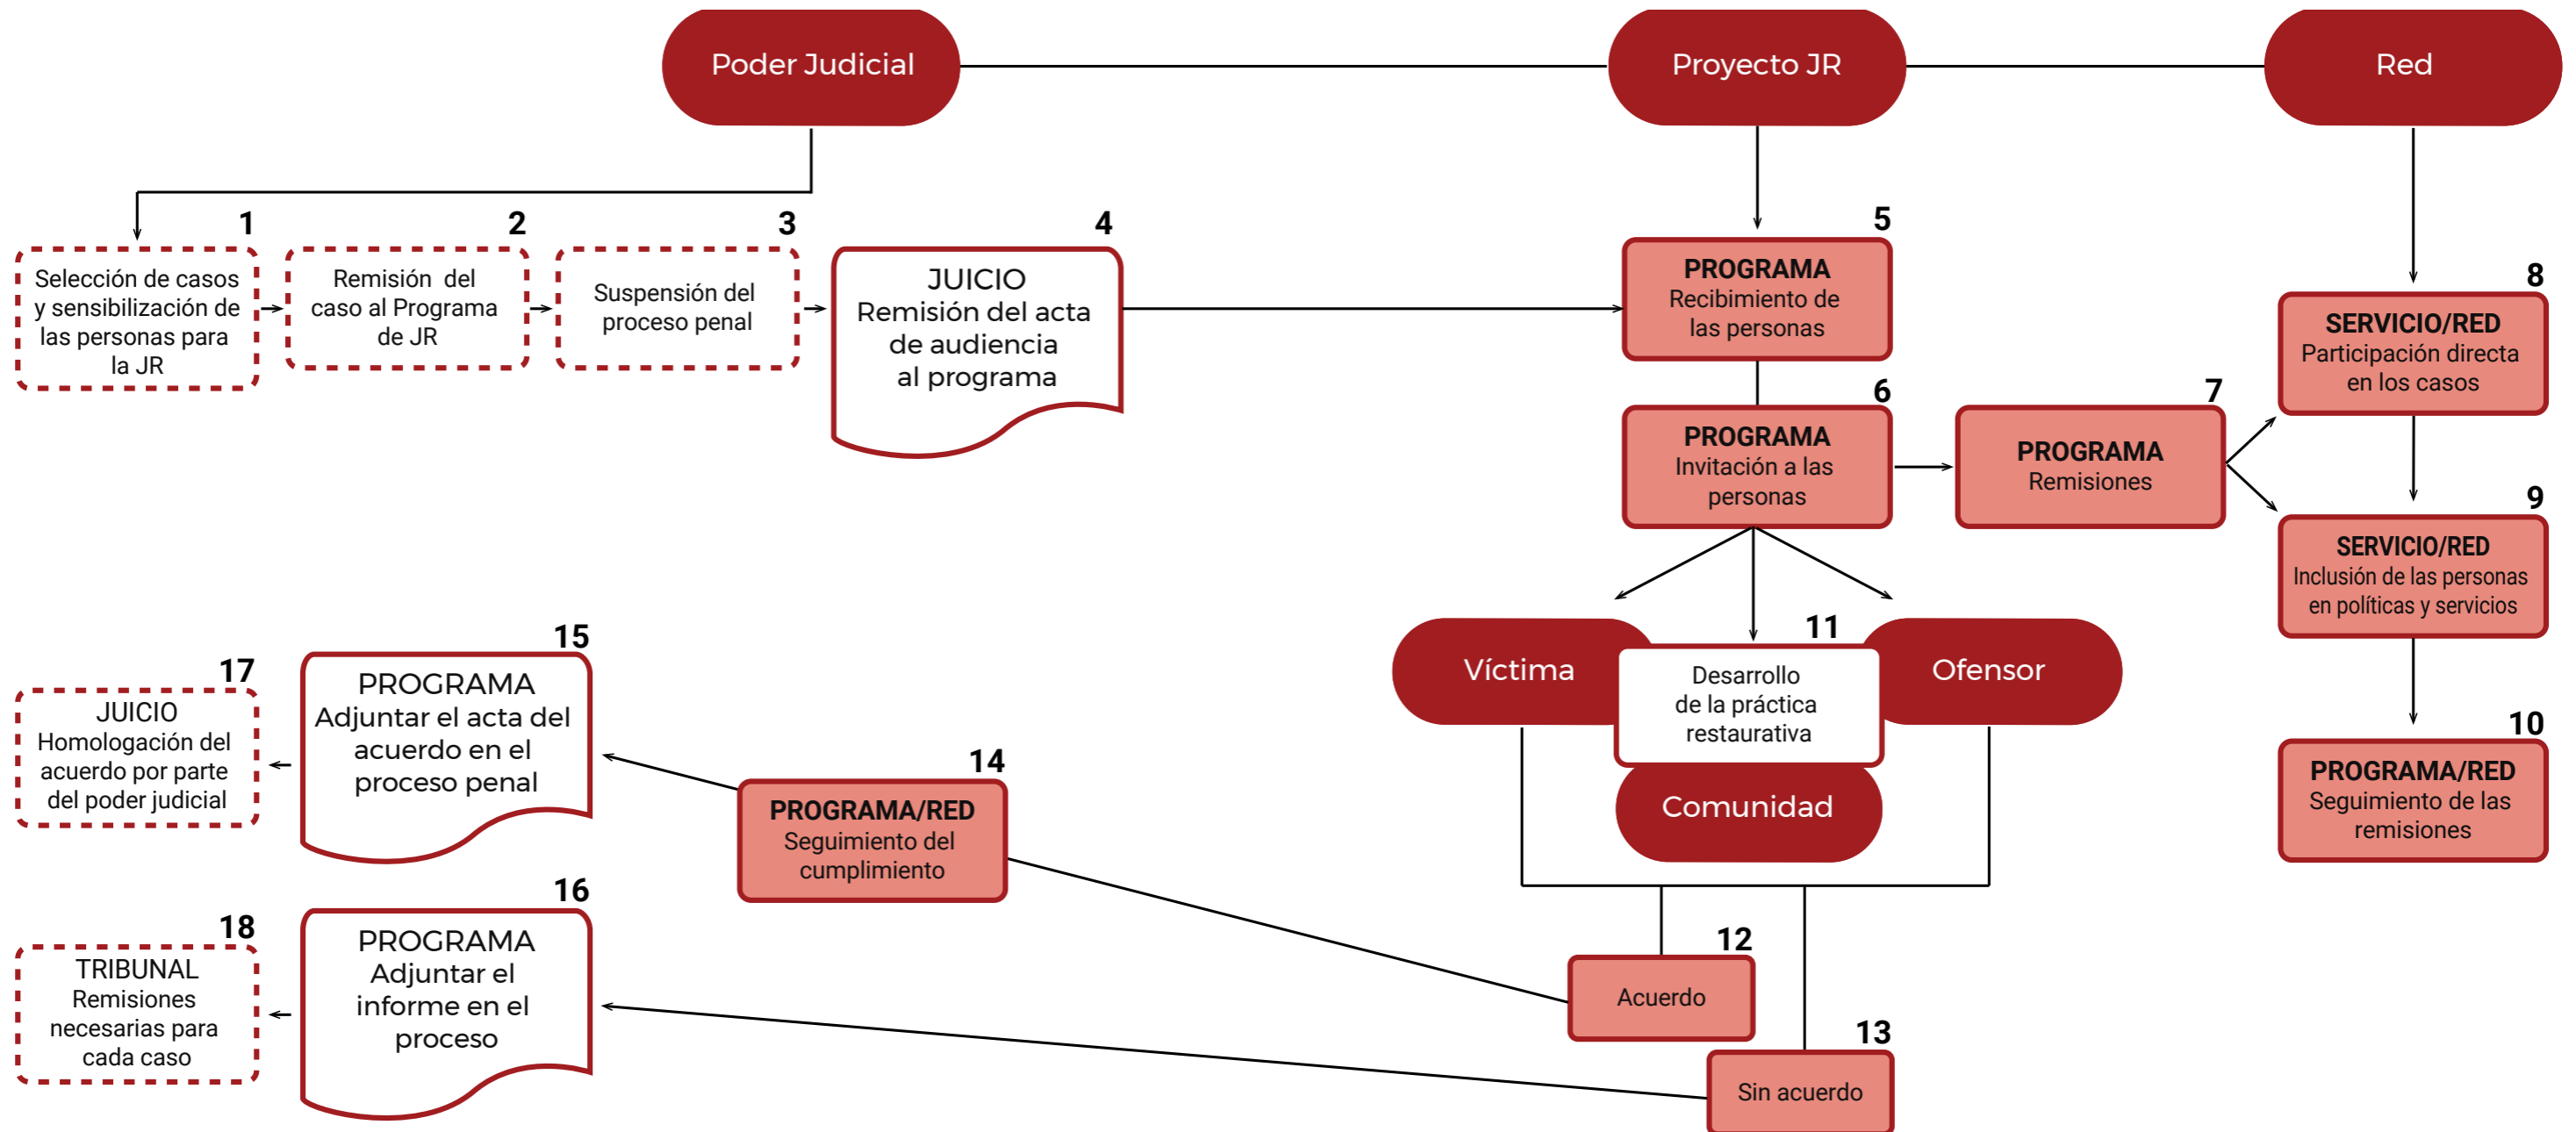 Poder Judicial
Proyecto JR
Red
1
Selección de casos
y sensibilización de
las personas para
la JR
2
Remisión del
caso al Programa
de JR
3
Suspensión del
proceso penal
4
JUICIO
Remisión del acta
de audiencia
al programa
5
PROGRAMA
Recibimiento de
las personas
6
PROGRAMA
Invitación a las
personas
7
PROGRAMA
Remisiones
8
SERVICIO/RED
Participación directa
en los casos
9
SERVICIO/RED
Inclusión de las personas
en políticas y servicios
10
PROGRAMA/RED
Seguimiento de las
remisiones
Víctima
11
Desarrollo
de la práctica
restaurativa
Ofensor
Comunidad
12
Acuerdo
13
Sin acuerdo
14
PROGRAMA/RED
Seguimiento del
cumplimiento
15
PROGRAMA
Adjuntar el acta del
acuerdo en el
proceso penal
16
PROGRAMA
Adjuntar el
informe en el
proceso
17
JUICIO
Homologación del
acuerdo por parte
del poder judicial
18
TRIBUNAL
Remisiones
necesarias para
cada caso